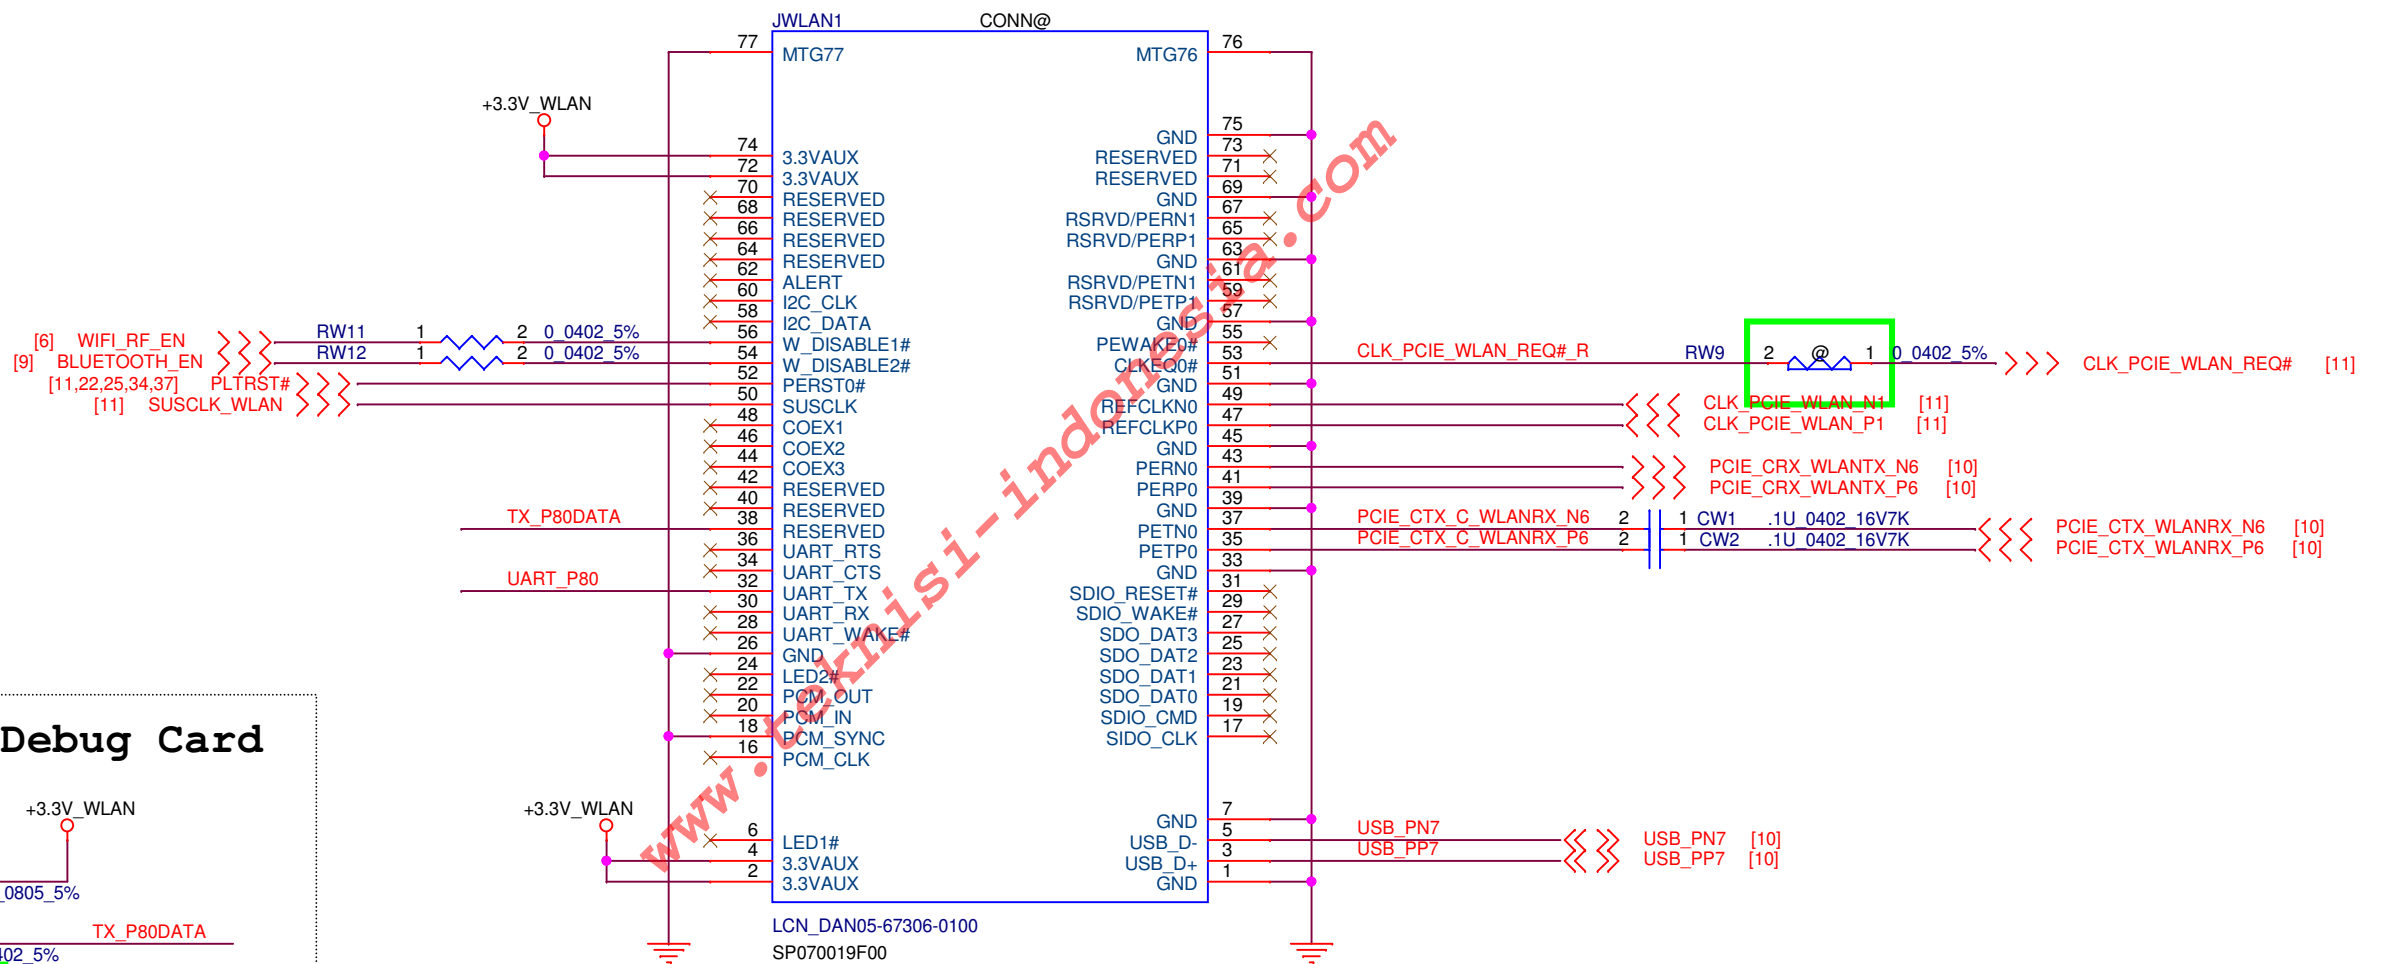 JWLAN1 CONN@
77 MTG77 MTG76 76
+3.3V_WLAN
GND 75
74 3.3VAUX RESERVED 73
72 3.3VAUX RESERVED 71
70 RESERVED GND 69
68 RESERVED RSRVD/PERN1 67
66 RESERVED RSRVD/PERP1 65
64 RESERVED GND 63
62 ALERT RSRVD/PETN1 61
60 I2C_CLK RSRVD/PETP1 59
58 I2C_DATA GND 57
[6] WIFI_RF_EN RW11 1 2 0_0402_5% 56 W_DISABLE1# PEWAKE0# 55
[9] BLUETOOTH_EN RW12 1 2 0_0402_5% 54 W_DISABLE2# CLKEQ0# 53 CLK_PCIE_WLAN_REQ#_R RW9 2 @ 1 0_0402_5% CLK_PCIE_WLAN_REQ# [11]
[11,22,25,34,37] PLTRST# 52 PERST0# GND 51
[11] SUSCLK_WLAN 50 SUSCLK REFCLKN0 49 CLK_PCIE_WLAN_N1 [11]
48 COEX1 REFCLKP0 47 CLK_PCIE_WLAN_P1 [11]
46 COEX2 GND 45
44 COEX3 PERN0 43 PCIE_CRX_WLANTX_N6 [10]
42 RESERVED PERP0 41 PCIE_CRX_WLANTX_P6 [10]
40 RESERVED GND 39
TX_P80DATA 38 RESERVED PETN0 37 PCIE_CTX_C_WLANRX_N6 2 1 CW1 .1U_0402_16V7K PCIE_CTX_WLANRX_N6 [10]
36 UART_RTS PETP0 35 PCIE_CTX_C_WLANRX_P6 2 1 CW2 .1U_0402_16V7K PCIE_CTX_WLANRX_P6 [10]
34 UART_CTS GND 33
UART_P80 32 UART_TX SDIO_RESET# 31
30 UART_RX SDIO_WAKE# 29
28 UART_WAKE# SDO_DAT3 27
26 GND SDO_DAT2 25
24 LED2# SDO_DAT1 23
22 PCM_OUT SDO_DAT0 21
20 PCM_IN SDIO_CMD 19
18 PCM_SYNC SIDO_CLK 17
16 PCM_CLK
Debug Card
+3.3V_WLAN
+3.3V_WLAN
GND 7
6 LED1# USB_D- 5 USB_PN7 USB_PN7 [10]
4 3.3VAUX USB_D+ 3 USB_PP7 USB_PP7 [10]
2 3.3VAUX GND 1
_0805_5%
TX_P80DATA
402_5%
LCN_DAN05-67306-0100
SP070019F00
www.teknisi-indonesia.com